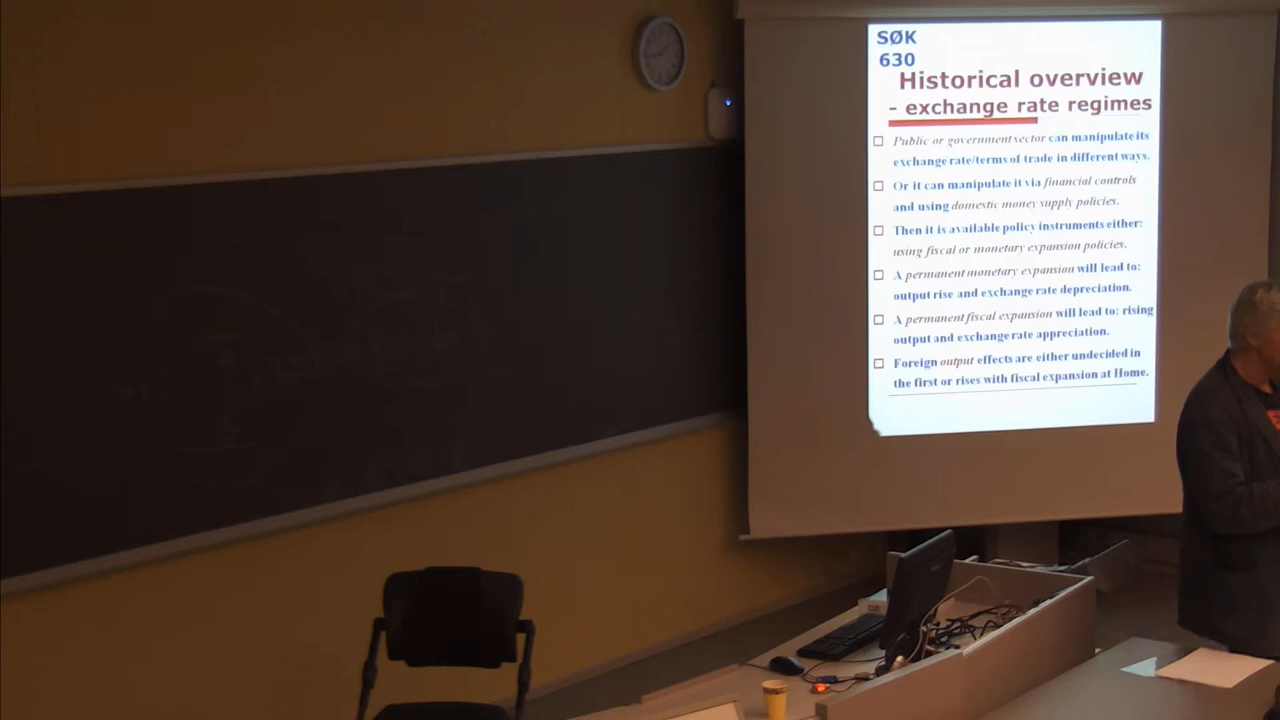 SØK
630
Historical overview
- exchange rate regimes
Public or government sector can manipulate its
exchange rate/terms of trade in different ways.
Or it can manipulate it via financial controls
and using domestic money supply policies.
Then it is available policy instruments either:
using fiscal or monetary expansion policies.
A permanent monetary expansion will lead to:
output rise and exchange rate depreciation.
A permanent fiscal expansion will lead to: rising
output and exchange rate appreciation.
Foreign output effects are either undecided in
the first or rises with fiscal expansion at Home.